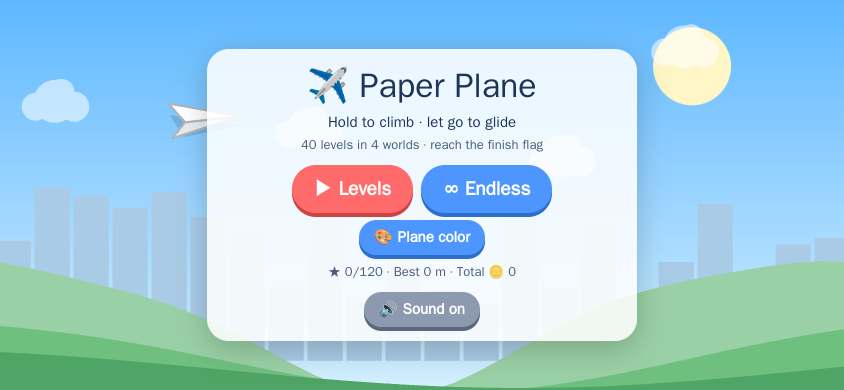 ✈️ Paper Plane
Hold to climb · let go to glide
40 levels in 4 worlds · reach the finish flag
▶ Levels
∞ Endless
🎨 Plane color
★ 0/120 · Best 0 m · Total 🪙 0
🔊 Sound on